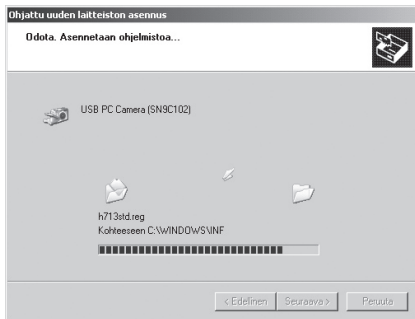 Ohjattu uuden laitteiston asennus
Odota. Asennetaan ohjelmistoa...
USB PC Camera (SN9C102)
h713std.reg
Kohteeseen C:\WINDOWS\INF
< Edellinen
Seuraava >
Peruuta